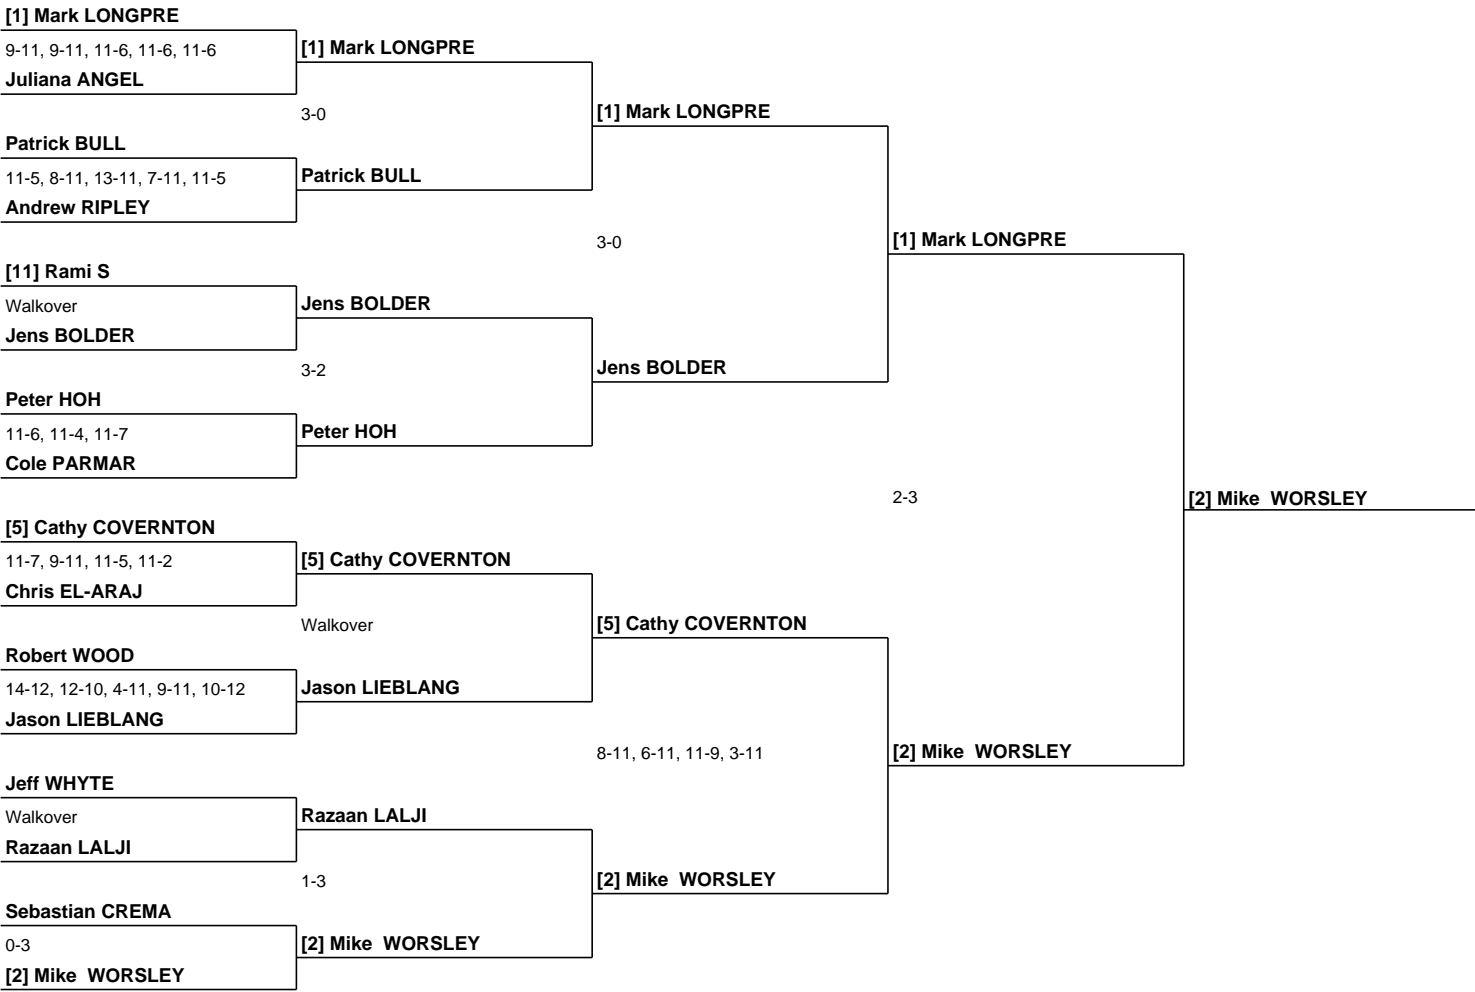 [1] Mark LONGPRE
9-11, 9-11, 11-6, 11-6, 11-6
Juliana ANGEL
Patrick BULL
11-5, 8-11, 13-11, 7-11, 11-5
Andrew RIPLEY
[11] Rami S
Walkover
Jens BOLDER
Peter HOH
11-6, 11-4, 11-7
Cole PARMAR
[5] Cathy COVERNTON
11-7, 9-11, 11-5, 11-2
Chris EL-ARAJ
Robert WOOD
14-12, 12-10, 4-11, 9-11, 10-12
Jason LIEBLANG
Jeff WHYTE
Walkover
Razaan LALJI
Sebastian CREMA
0-3
[2] Mike  WORSLEY
[1] Mark LONGPRE
3-0
Patrick BULL
Jens BOLDER
3-2
Peter HOH
[5] Cathy COVERNTON
Walkover
Jason LIEBLANG
Razaan LALJI
1-3
[2] Mike  WORSLEY
[1] Mark LONGPRE
3-0
Jens BOLDER
[5] Cathy COVERNTON
8-11, 6-11, 11-9, 3-11
[2] Mike  WORSLEY
[1] Mark LONGPRE
2-3
[2] Mike  WORSLEY
[2] Mike  WORSLEY